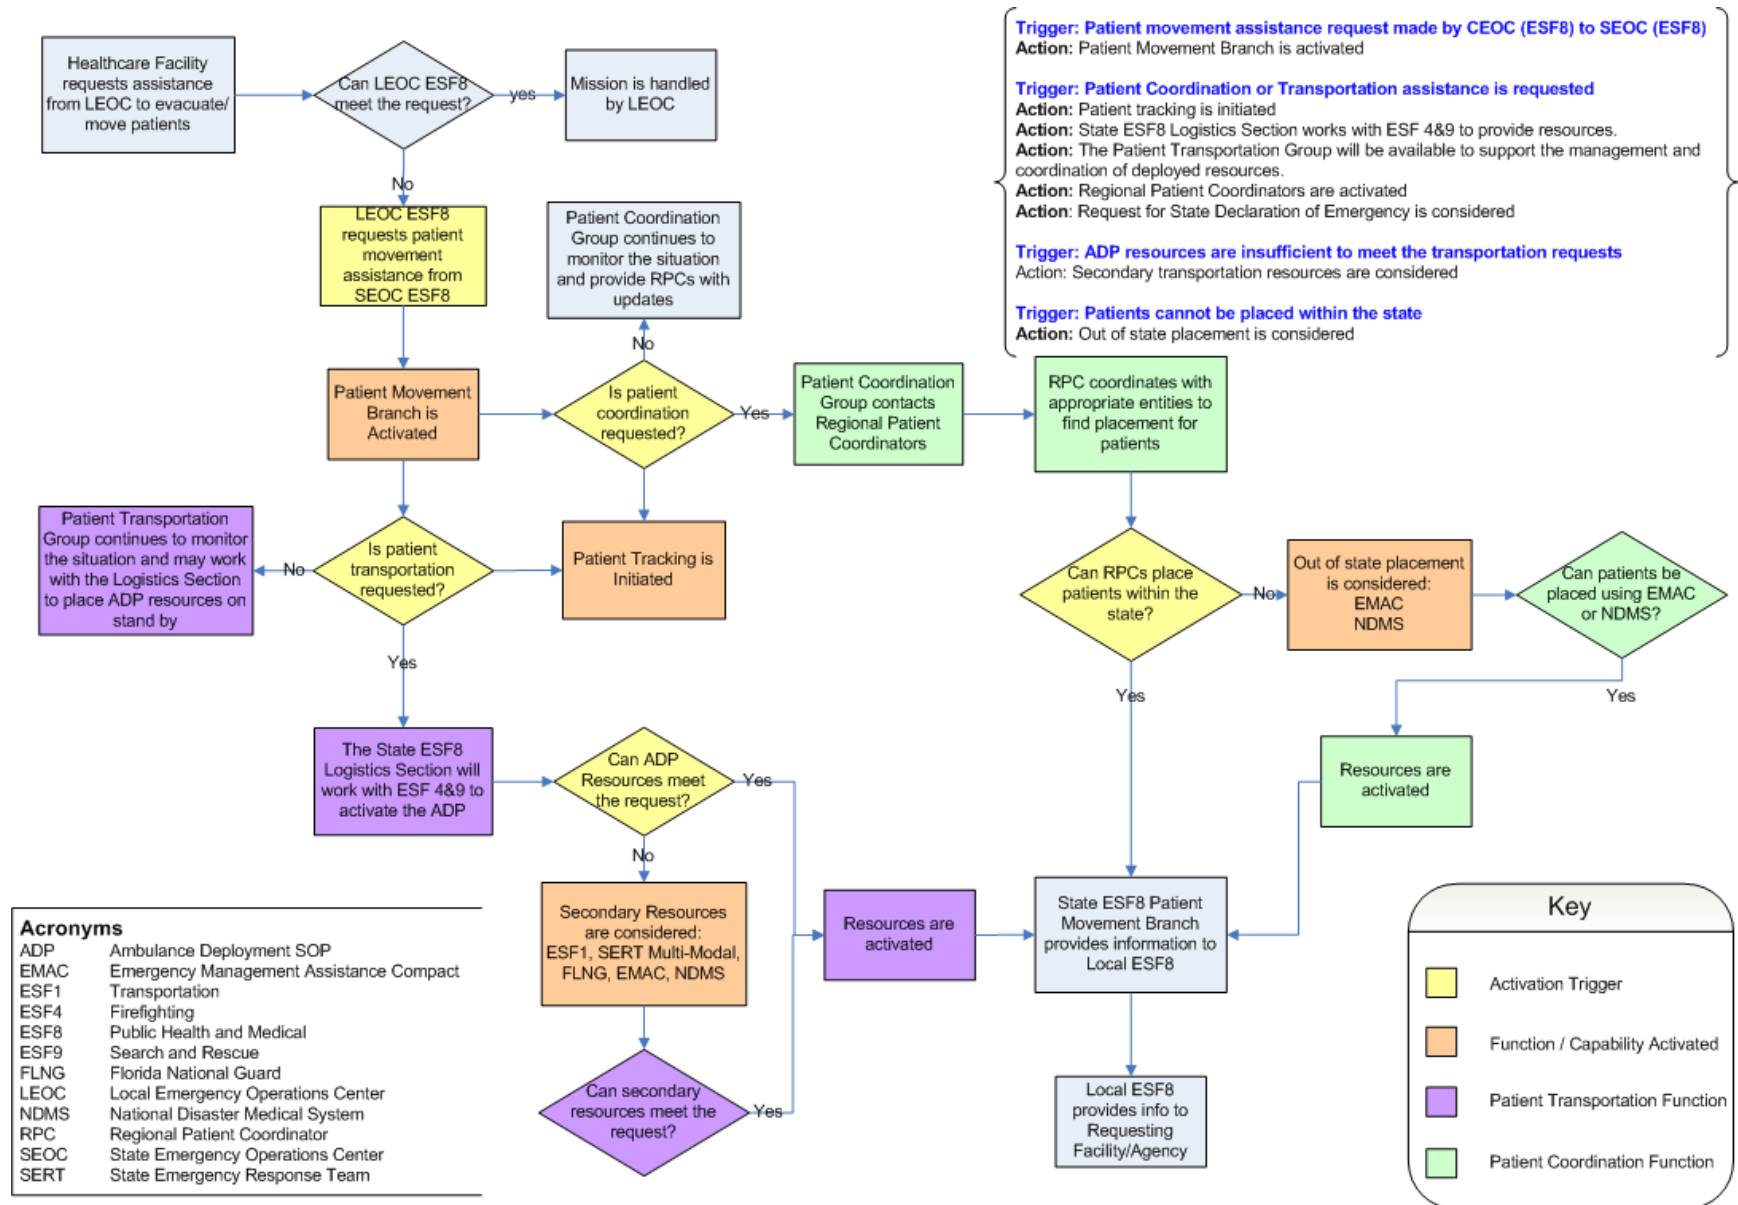 Trigger: Patient movement assistance request made by CEOC (ESF8) to SEOC (ESF8)
Action: Patient Movement Branch is activated
Trigger: Patient Coordination or Transportation assistance is requested
Action: Patient tracking is initiated
Action: State ESF8 Logistics Section works with ESF 4&9 to provide resources.
Action: The Patient Transportation Group will be available to support the management and
coordination of deployed resources.
Action: Regional Patient Coordinators are activated
Action: Request for State Declaration of Emergency is considered
Trigger: ADP resources are insufficient to meet the transportation requests
Action: Secondary transportation resources are considered
Trigger: Patients cannot be placed within the state
Action: Out of state placement is considered
Healthcare Facility
requests assistance
from LEOC to evacuate/
move patients
Can LEOC ESF8
meet the request?
yes
Mission is handled
by LEOC
No
LEOC ESF8
requests patient
movement
assistance from
SEOC ESF8
Patient Coordination
Group continues to
monitor the situation
and provide RPCs with
updates
No
Patient Movement
Branch is
Activated
Is patient
coordination
requested?
Yes
Patient Coordination
Group contacts
Regional Patient
Coordinators
RPC coordinates with
appropriate entities to
find placement for
patients
Patient Transportation
Group continues to monitor
the situation and may work
with the Logistics Section
to place ADP resources on
stand by
No
Is patient
transportation
requested?
Patient Tracking is
Initiated
Can RPCs place
patients within the
state?
No
Out of state placement
is considered:
EMAC
NDMS
Can patients be
placed using EMAC
or NDMS?
Yes
Yes
Yes
The State ESF8
Logistics Section will
work with ESF 4&9 to
activate the ADP
Can ADP
Resources meet
the request?
Yes
Resources are
activated
No
Secondary Resources
are considered:
ESF1, SERT Multi-Modal,
FLNG, EMAC, NDMS
Resources are
activated
State ESF8 Patient
Movement Branch
provides information to
Local ESF8
Can secondary
resources meet the
request?
Yes
Local ESF8
provides info to
Requesting
Facility/Agency
Acronyms
ADP Ambulance Deployment SOP
EMAC Emergency Management Assistance Compact
ESF1 Transportation
ESF4 Firefighting
ESF8 Public Health and Medical
ESF9 Search and Rescue
FLNG Florida National Guard
LEOC Local Emergency Operations Center
NDMS National Disaster Medical System
RPC Regional Patient Coordinator
SEOC State Emergency Operations Center
SERT State Emergency Response Team
Key
Activation Trigger
Function / Capability Activated
Patient Transportation Function
Patient Coordination Function